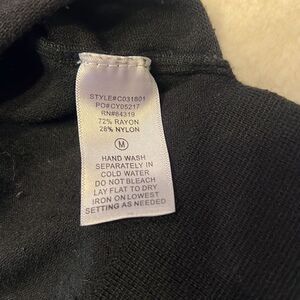 STYLE#C031801
PO#CY05217
RN#84319
72% RAYON
28% NYLON
M
HAND WASH
SEPARATELY IN
COLD WATER
DO NOT BLEACH
LAY FLAT TO DRY
IRON ON LOWEST
SETTING AS NEEDED